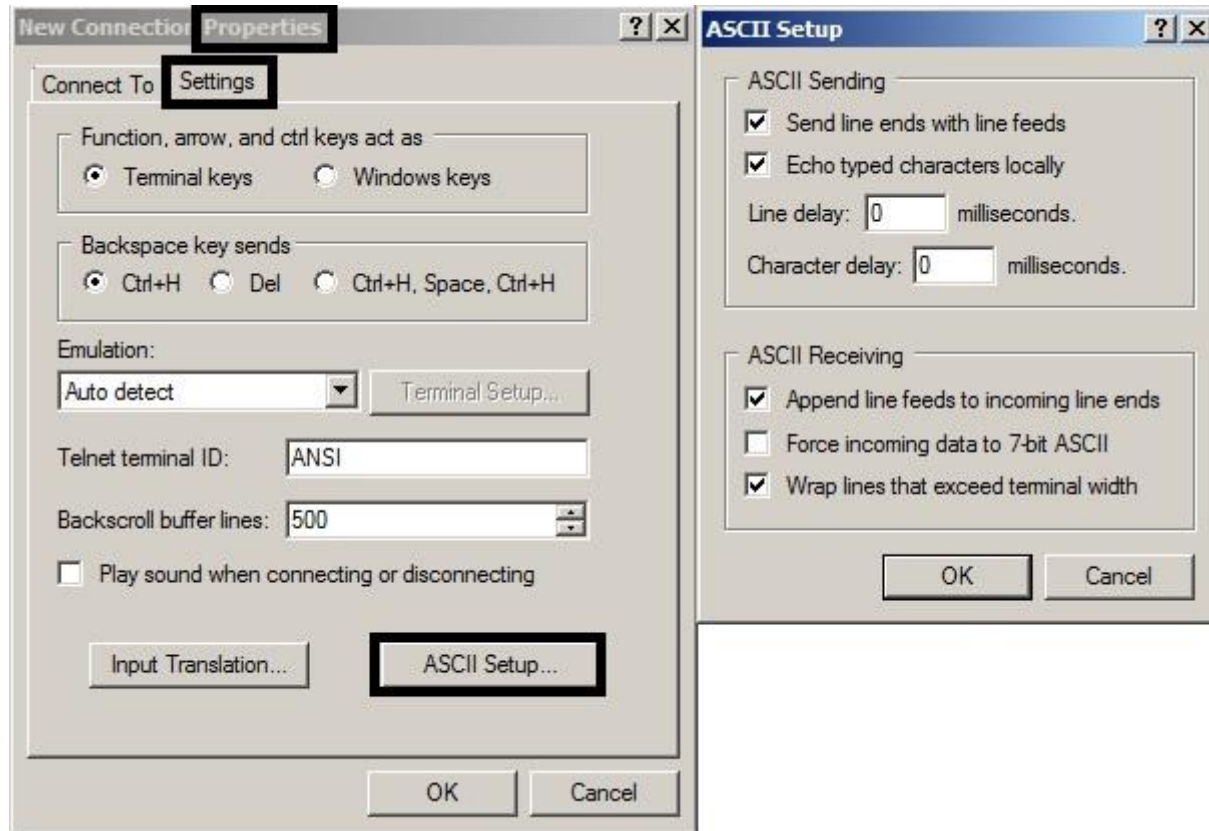 New Connection Properties
? X
Connect To
Settings
Function, arrow, and ctrl keys act as
Terminal keys
Windows keys
Backspace key sends
Ctrl+H
Del
Ctrl+H, Space, Ctrl+H
Emulation:
Auto detect
Terminal Setup...
Telnet terminal ID:
ANSI
Backscroll buffer lines:
500
Play sound when connecting or disconnecting
Input Translation...
ASCII Setup...
OK
Cancel
ASCII Setup
? X
ASCII Sending
Send line ends with line feeds
Echo typed characters locally
Line delay: 0 milliseconds.
Character delay: 0 milliseconds.
ASCII Receiving
Append line feeds to incoming line ends
Force incoming data to 7-bit ASCII
Wrap lines that exceed terminal width
OK
Cancel